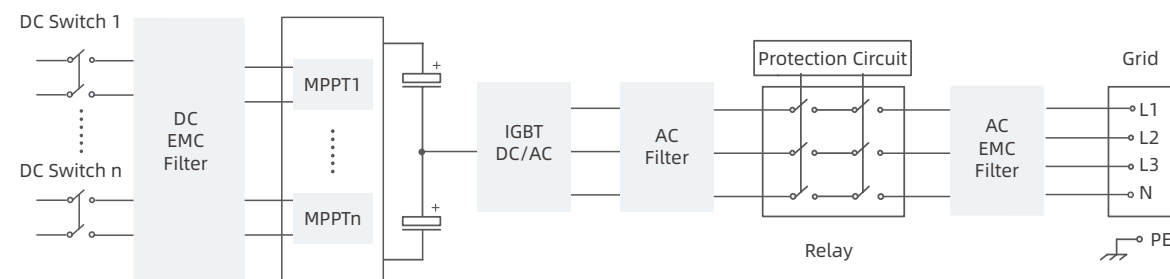 DC Switch 1
DC Switch n
DC
EMC
Filter
MPPT1
MPPTn
+
+
IGBT
DC/AC
AC
Filter
Protection Circuit
Relay
AC
EMC
Filter
Grid
L1
L2
L3
N
PE